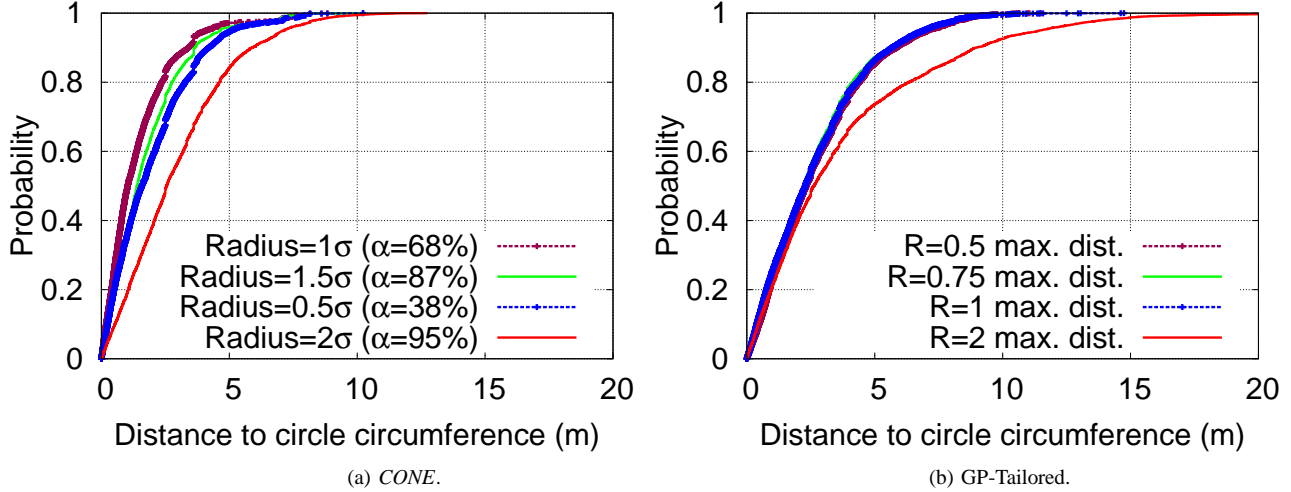 1
0.8
0.6
0.4
0.2
0
Probability
Radius=1σ (α=68%)
Radius=1.5σ (α=87%)
Radius=0.5σ (α=38%)
Radius=2σ (α=95%)
0 5 10 15 20
Distance to circle circumference (m)
(a) CONE.
1
0.8
0.6
0.4
0.2
0
Probability
R=0.5 max. dist.
R=0.75 max. dist.
R=1 max. dist.
R=2 max. dist.
0 5 10 15 20
Distance to circle circumference (m)
(b) GP-Tailored.